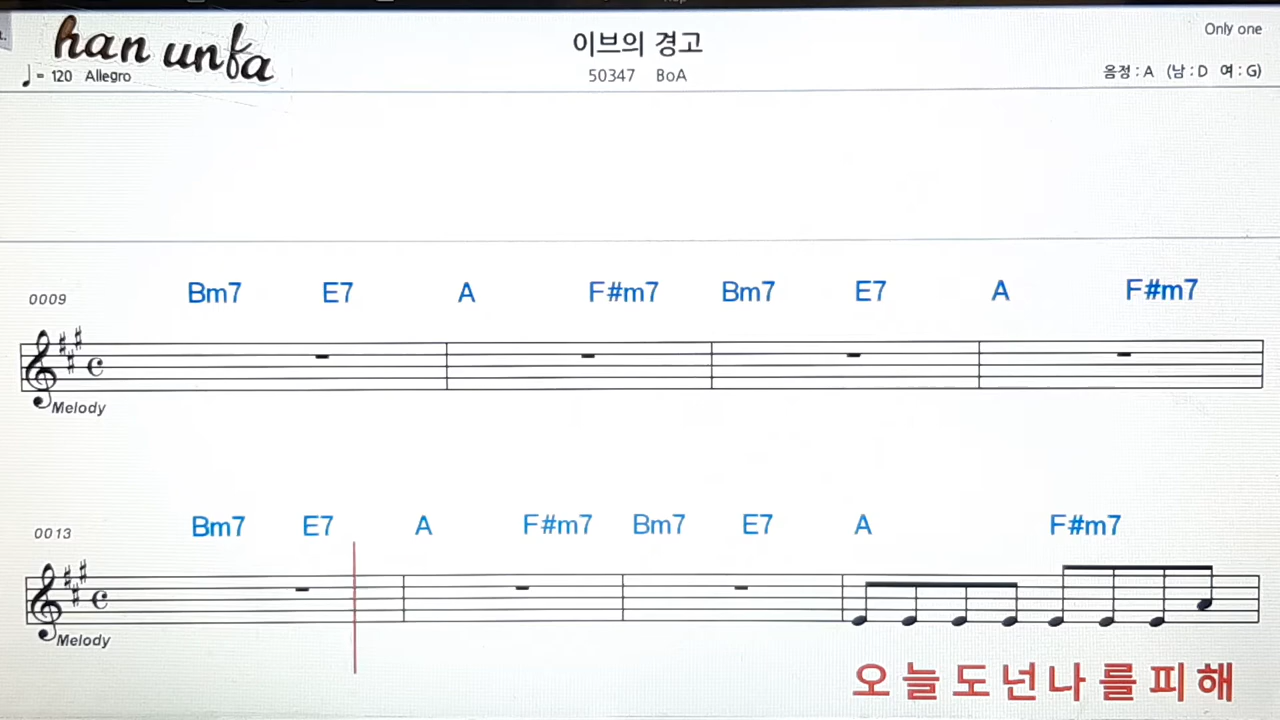 han unfa
이브의 경고
Only one
= 120 Allegro
50347 BoA
음정 : A (남 : D 여 : G)
0009
Bm7 E7 A F#m7 Bm7 E7 A F#m7
Melody
0013
Bm7 E7 A F#m7 Bm7 E7 A F#m7
Melody
오늘도넌나를피해